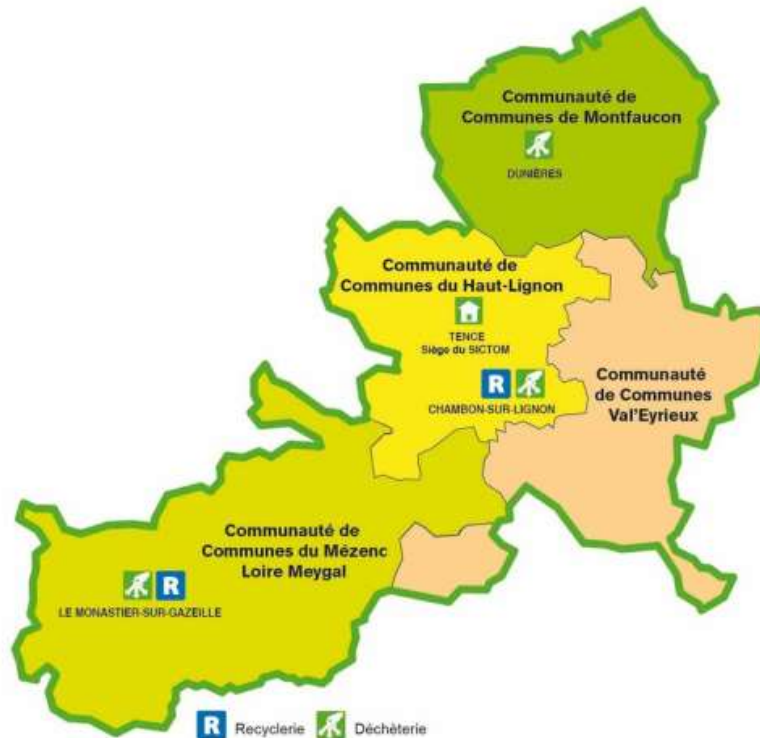 Communauté de
Communes de Montfaucon
DUNIÈRES
Communauté de
Communes du Haut-Lignon
TENCE
Siège du SICTOM
R
CHAMBON-SUR-LIGNON
Communauté
de Communes
Val'Eyrieux
Communauté de
Communes du Mézenc
Loire Meygal
R
LE MONASTIER-SUR-GAZEILLE
R Recyclerie Déchèterie